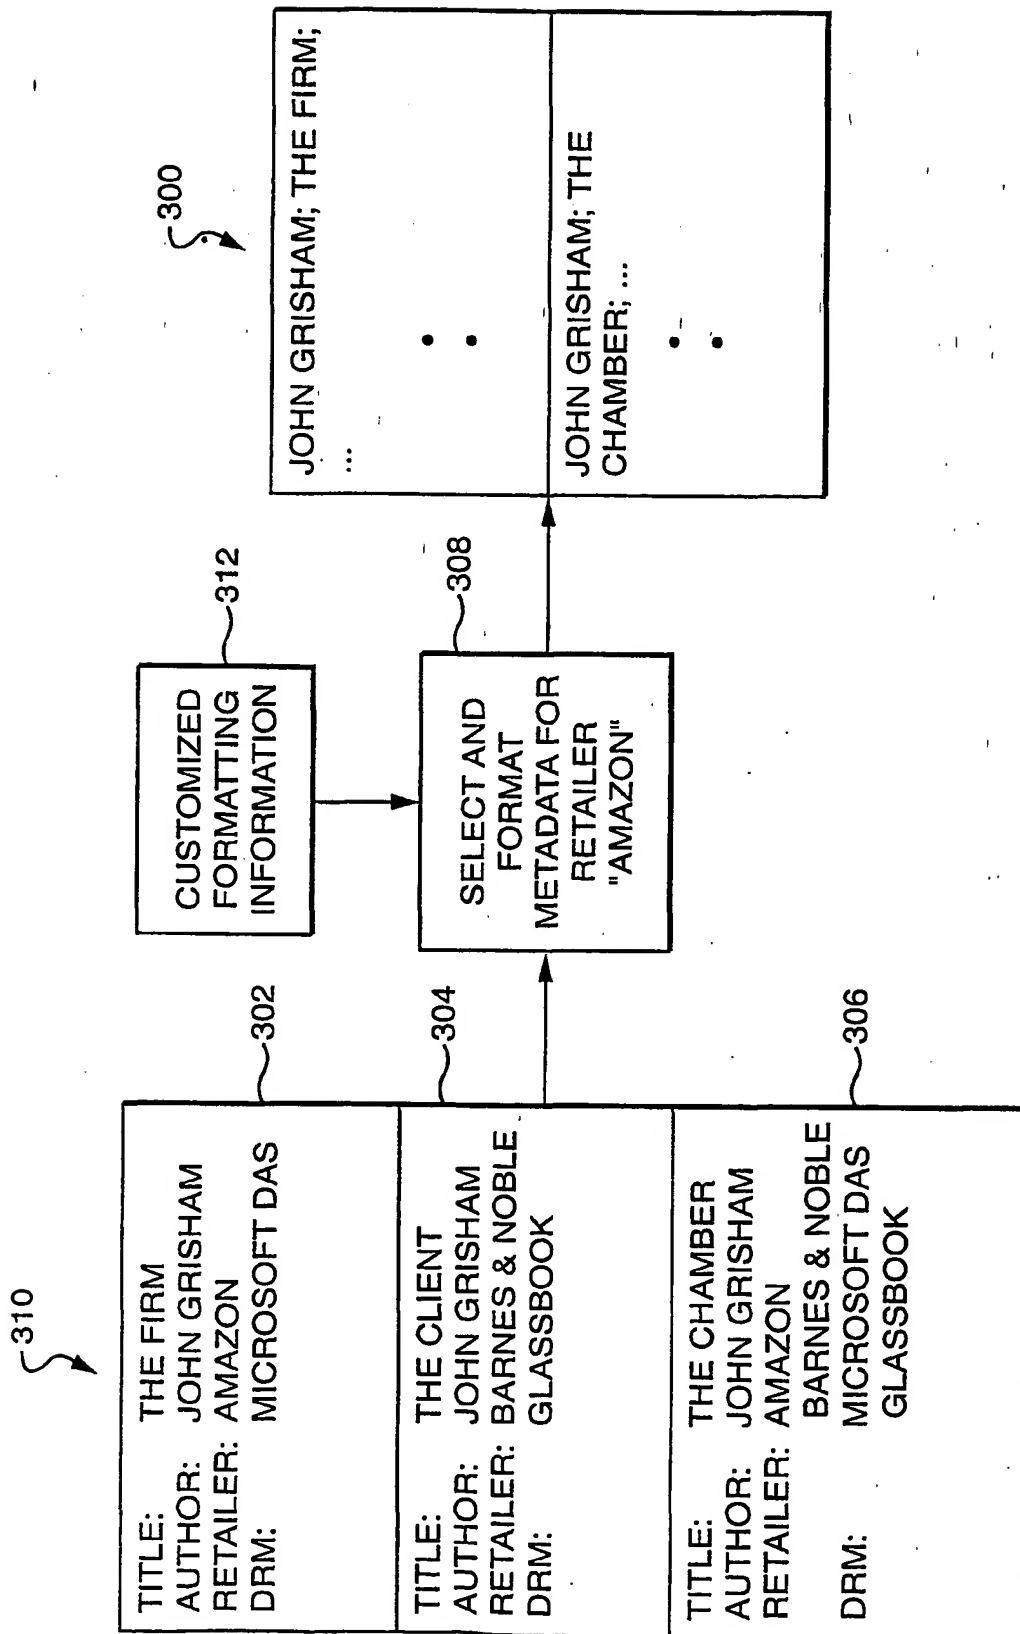 310
TITLE: THE FIRM
AUTHOR: JOHN GRISHAM
RETAILER: AMAZON
DRM: MICROSOFT DAS
302
TITLE: THE CLIENT
AUTHOR: JOHN GRISHAM
RETAILER: BARNES & NOBLE
DRM: GLASSBOOK
304
TITLE: THE CHAMBER
AUTHOR: JOHN GRISHAM
RETAILER: AMAZON
BARNES & NOBLE
DRM: MICROSOFT DAS
GLASSBOOK
306
CUSTOMIZED
FORMATTING
INFORMATION
312
SELECT AND
FORMAT
METADATA FOR
RETAILER
"AMAZON"
308
300
JOHN GRISHAM; THE FIRM;
...
JOHN GRISHAM; THE
CHAMBER; ...